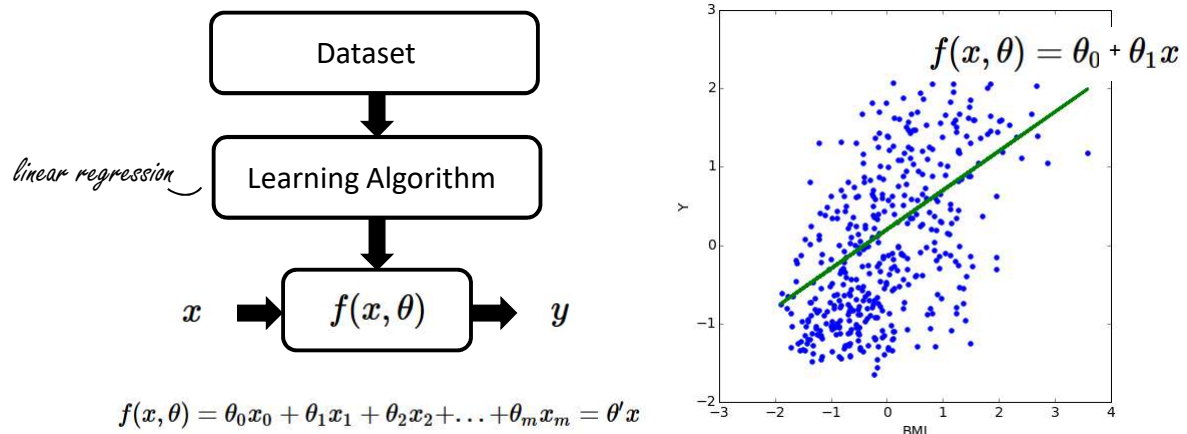 Dataset
linear regression
Learning Algorithm
x
f(x, θ)
y
f(x, θ) = θ₀x₀ + θ₁x₁ + θ₂x₂+. . .+θₘxₘ = θ′x
f(x, θ) = θ₀ + θ₁x
3
2
1
0
−1
−2
Y
−3 −2 −1 0 1 2 3 4
BMI